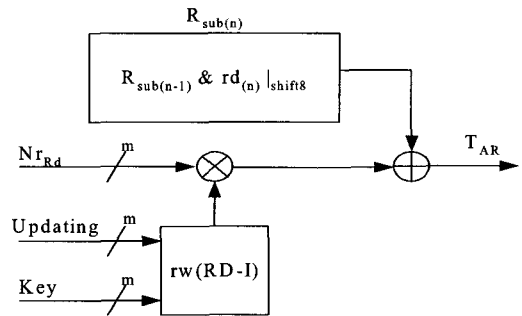 R_sub(n)
R_sub(n-1) & rd_(n) |_shift8
Nr_Rd
m
T_AR
Updating
m
rw(RD-I)
Key
m